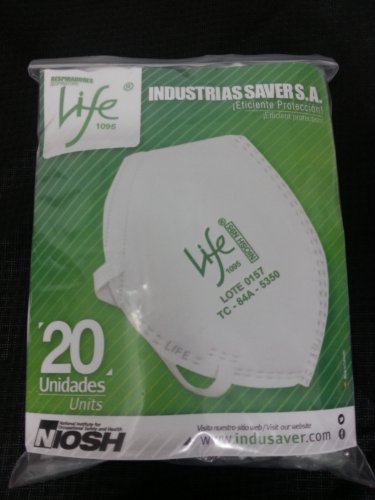 RESPIRADORES
Life®
1095
INDUSTRIAS SAVER S.A.
¡Eficiente Protección!
¡Efficient protection!
Life®
NIOSH N95
1095
LOTE 0157
TC - 84A - 5350
LIFE
20
Unidades
Units
National Institute for
Occupational Safety and Health
NIOSH
Visita nuestro sitio web / Visit our website
www.indusaver.com